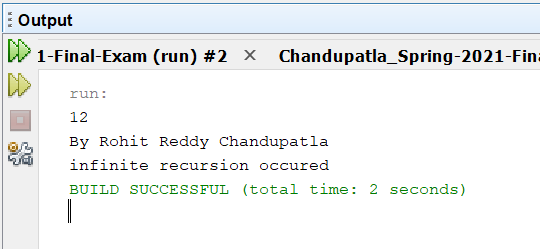 Output
1-Final-Exam (run) #2 × Chandupatla_Spring-2021-Fina
run:
12
By Rohit Reddy Chandupatla
infinite recursion occured
BUILD SUCCESSFUL (total time: 2 seconds)